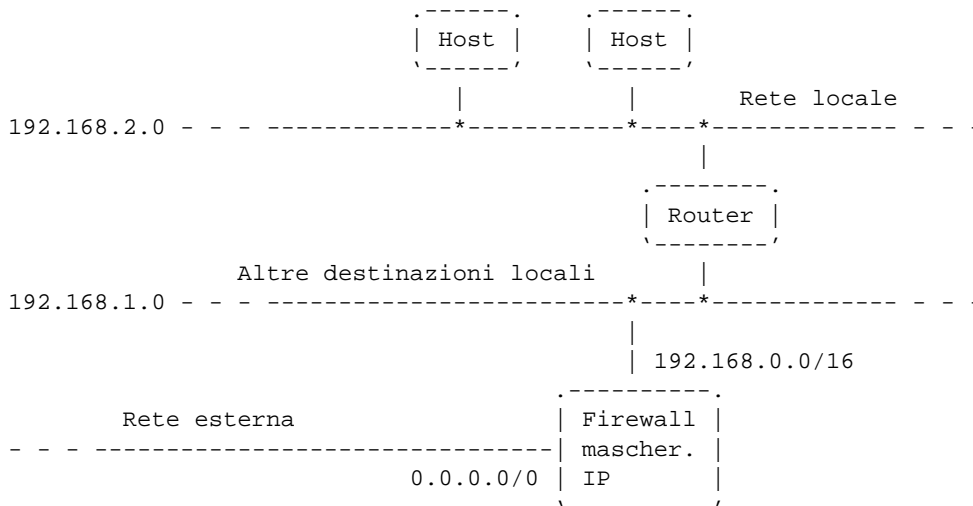 Host Host
Rete locale
192.168.2.0
Router
Altre destinazioni locali
192.168.1.0
192.168.0.0/16
Rete esterna Firewall
mascher.
0.0.0.0/0 IP